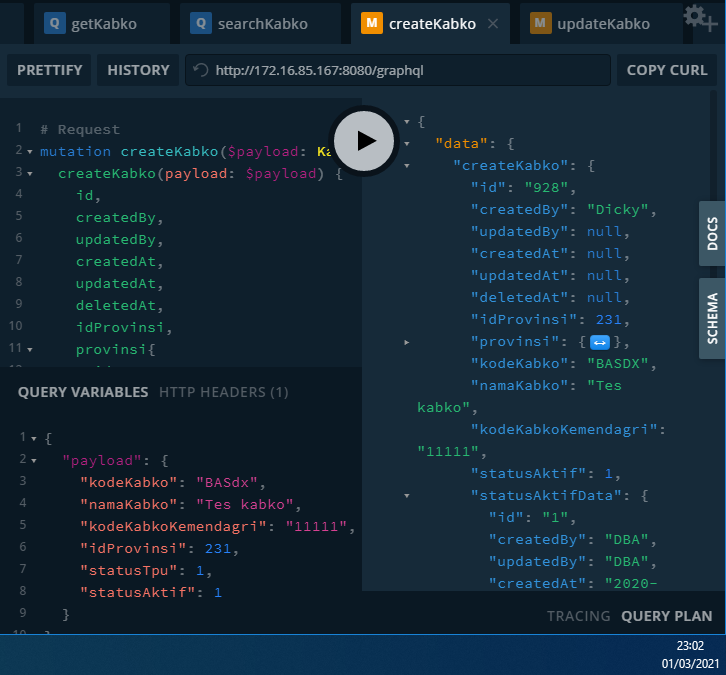 Q getKabko
Q searchKabko
M createKabko
M updateKabko
PRETTIFY
HISTORY
http://172.16.85.167:8080/graphql
COPY CURL
1 # Request
2 mutation createKabko($payload: Ka
3 createKabko(payload: $payload) {
4 id,
5 createdBy,
6 updatedBy,
7 createdAt,
8 updatedAt,
9 deletedAt,
10 idProvinsi,
11 provinsi{
QUERY VARIABLES
HTTP HEADERS (1)
1 {
2 "payload": {
3 "kodeKabko": "BASdx",
4 "namaKabko": "Tes kabko",
5 "kodeKabkoKemendagri": "11111",
6 "idProvinsi": 231,
7 "statusTpu": 1,
8 "statusAktif": 1
9 }
10 }
{
"data": {
"createKabko": {
"id": "928",
"createdBy": "Dicky",
"updatedBy": null,
"createdAt": null,
"updatedAt": null,
"deletedAt": null,
"idProvinsi": 231,
"provinsi": {↔},
"kodeKabko": "BASDX",
"namaKabko": "Tes
kabko",
"kodeKabkoKemendagri":
"11111",
"statusAktif": 1,
"statusAktifData": {
"id": "1",
"createdBy": "DBA",
"updatedBy": "DBA",
"createdAt": "2020-
DOCS
SCHEMA
TRACING
QUERY PLAN
23:02
01/03/2021